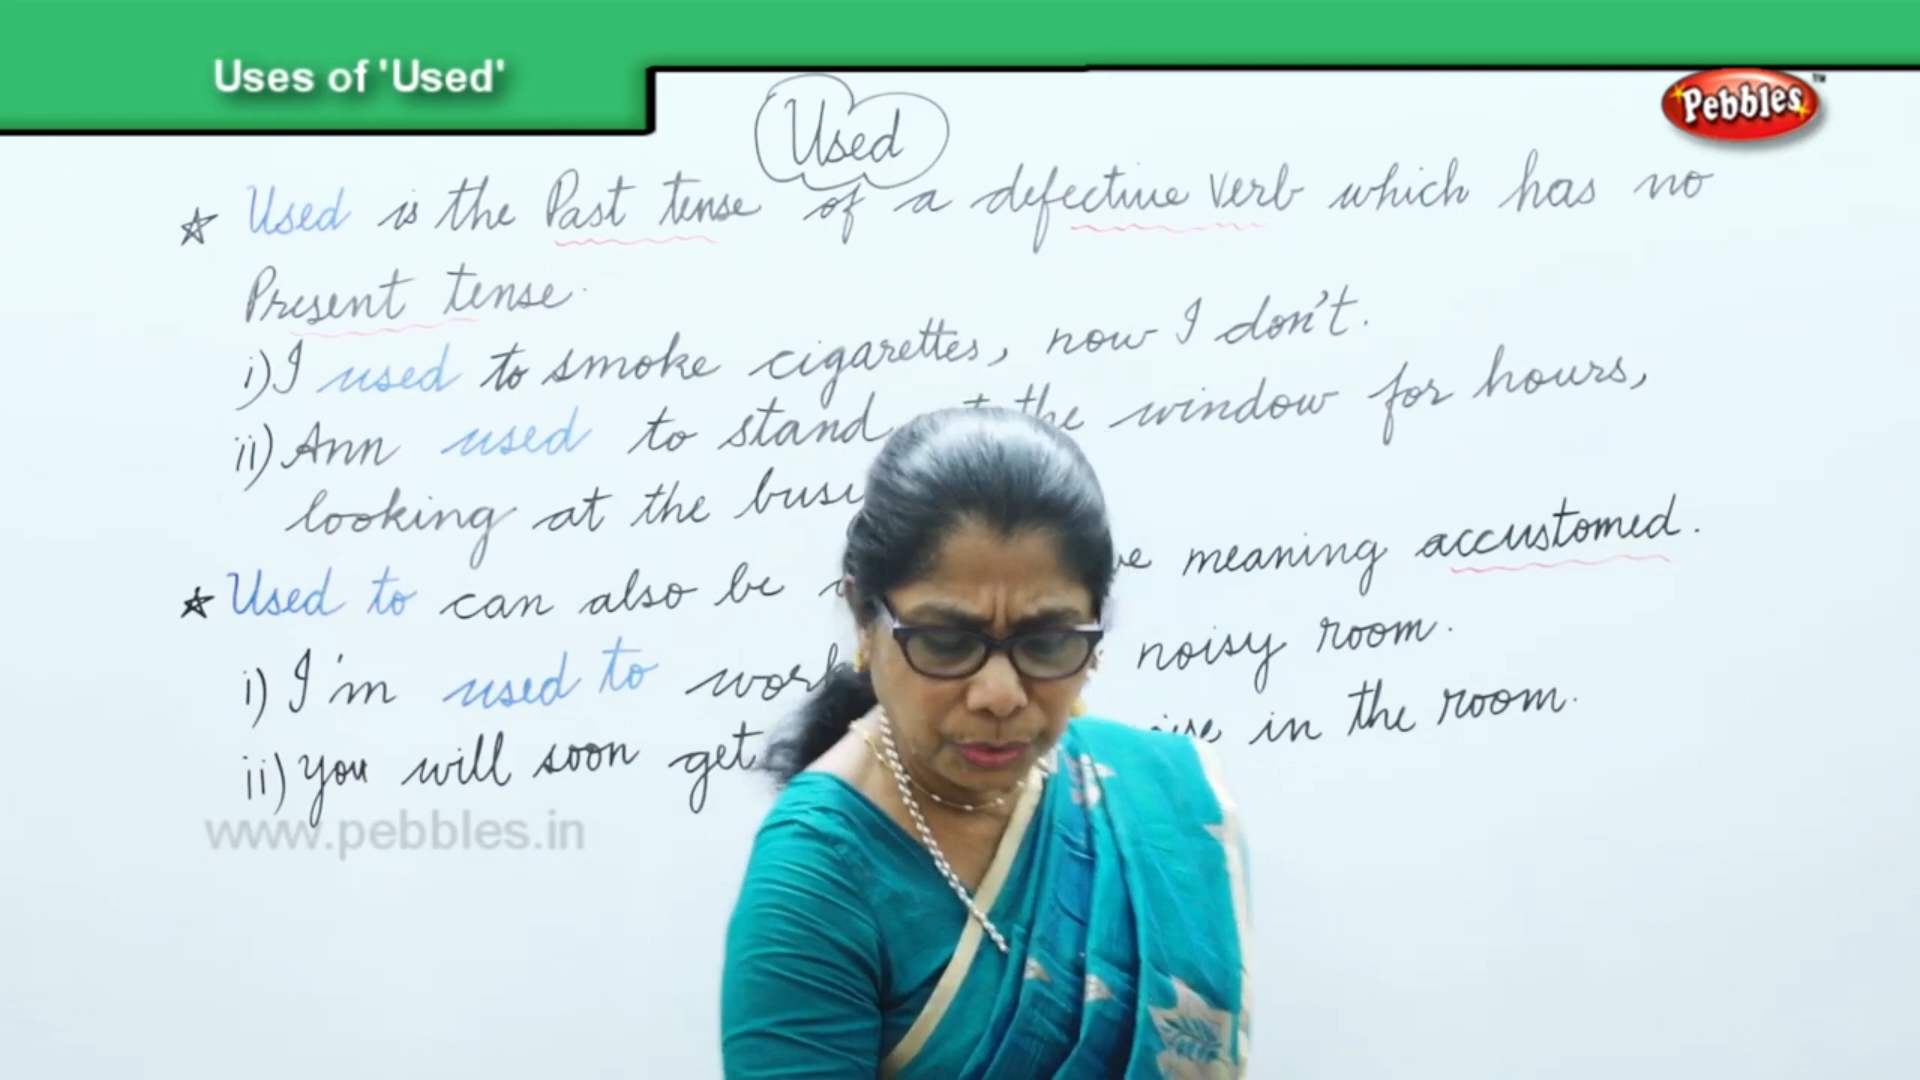 Uses of 'Used'
Pebbles™
Used
☆ Used is the Past tense of a defective verb which has no
Present tense.
i) I used to smoke cigarettes, now I don't.
ii) Ann used to stand the window for hours,
looking at the
☆ Used to can also be meaning accustomed.
i) I'm used to noisy room.
ii) You will soon get in the room.
www.pebbles.in